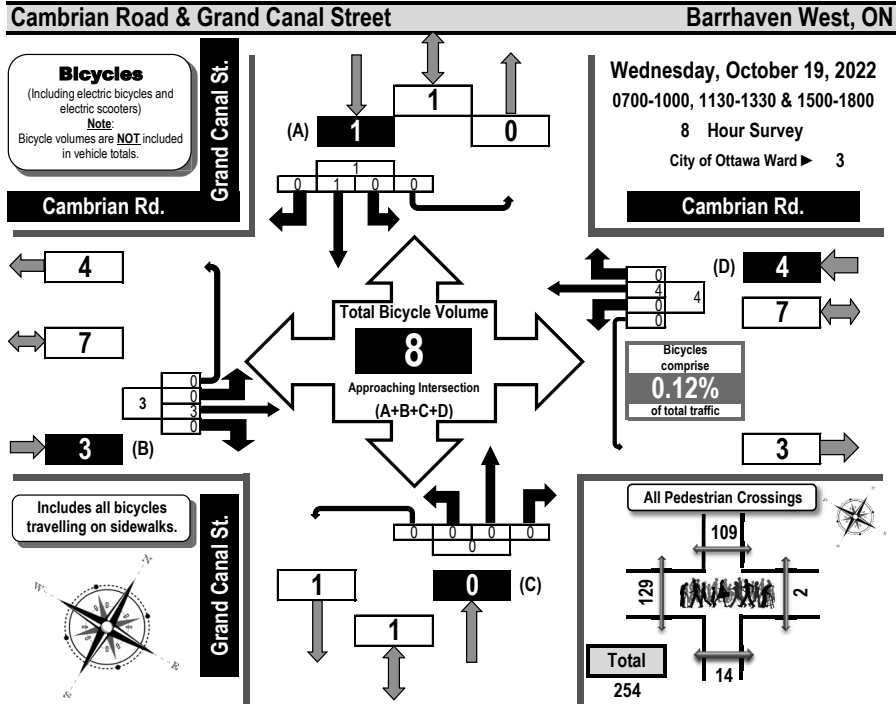 Cambrian Road & Grand Canal Street
Barrhaven West, ON
Bicycles
(Including electric bicycles and
electric scooters)
Note:
Bicycle volumes are NOT included
in vehicle totals.
Grand Canal St.
Cambrian Rd.
1
(A)
1
0
1
0
1
0
0
Wednesday, October 19, 2022
0700-1000, 1130-1330 & 1500-1800
8 Hour Survey
City of Ottawa Ward ► 3
Cambrian Rd.
4
7
0
0
3
0
3
3
(B)
Total Bicycle Volume
8
Approaching Intersection
(A+B+C+D)
0
4
0
0
4
(D)
4
7
Bicycles
comprise
0.12%
of total traffic
3
Includes all bicycles
travelling on sidewalks.
N
W
E
S
Grand Canal St.
0
0
0
0
0
1
0
(C)
1
All Pedestrian Crossings
109
129
2
14
Total
254